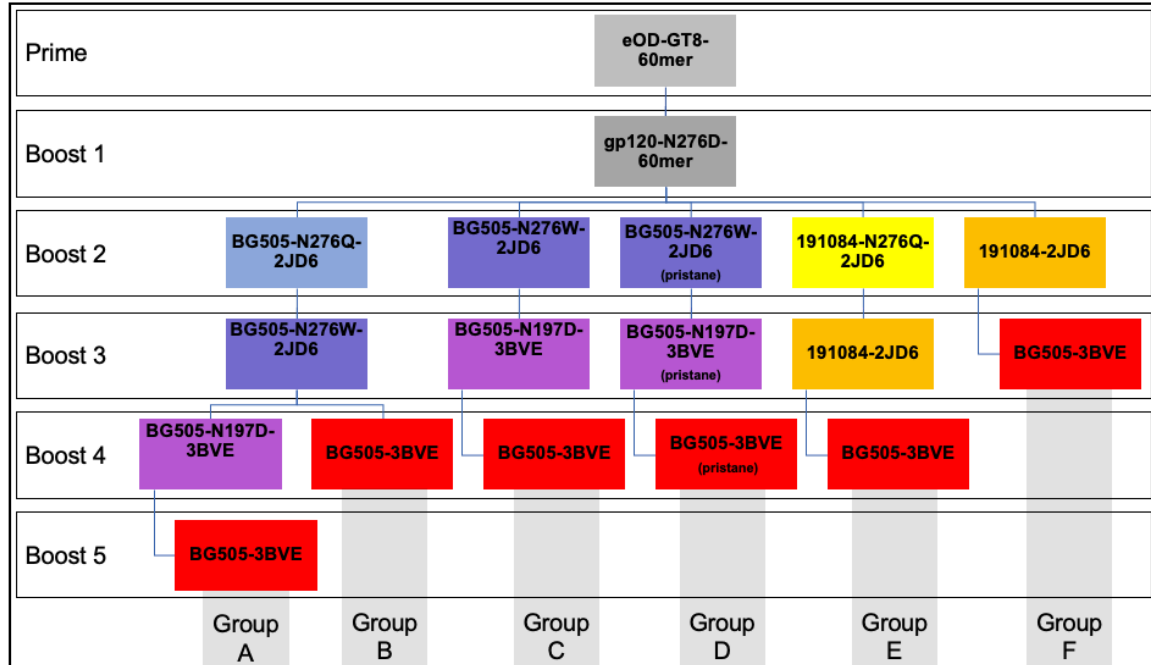 Prime
eOD-GT8-
60mer
Boost 1
gp120-N276D-
60mer
Boost 2
BG505-N276Q-
2JD6
BG505-N276W-
2JD6
BG505-N276W-
2JD6
(pristane)
191084-N276Q-
2JD6
191084-2JD6
Boost 3
BG505-N276W-
2JD6
BG505-N197D-
3BVE
BG505-N197D-
3BVE
(pristane)
191084-2JD6
BG505-3BVE
Boost 4
BG505-N197D-
3BVE
BG505-3BVE
BG505-3BVE
BG505-3BVE
(pristane)
BG505-3BVE
Boost 5
BG505-3BVE
Group
A
Group
B
Group
C
Group
D
Group
E
Group
F